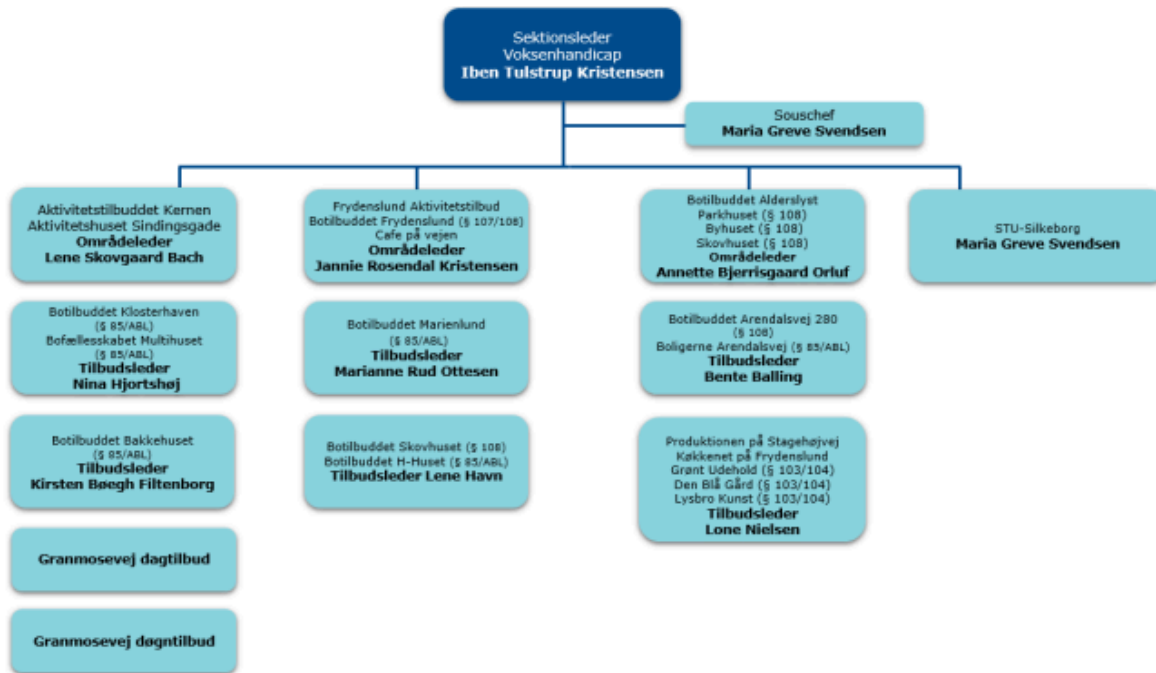 Sektionsleder
Voksenhandicap
Iben Tulstrup Kristensen
Souschef
Maria Greve Svendsen
Aktivitetstilbuddet Kernen
Aktivitetshuset Sindingsgade
Områdeleder
Lene Skovgaard Bach
Frydenslund Aktivitetstilbud
Botilbuddet Frydenslund (§ 107/108)
Cafe på vejen
Områdeleder
Jannie Rosendal Kristensen
Botilbuddet Alderslyst
Parkhuset (§ 108)
Byhuset (§ 108)
Skovhuset (§ 108)
Områdeleder
Annette Bjerrisgaard Orluf
STU-Silkeborg
Maria Greve Svendsen
Botilbuddet Klosterhaven
(§ 85/ABL)
Bofællesskabet Multihuset
(§ 85/ABL)
Tilbudsleder
Nina Hjortshøj
Botilbuddet Marienlund
(§ 85/ABL)
Tilbudsleder
Marianne Rud Ottesen
Botilbuddet Arendalsvej 280
(§ 108)
Boligerne Arendalsvej (§ 85/ABL)
Tilbudsleder
Bente Balling
Botilbuddet Bakkehuset
(§ 85/ABL)
Tilbudsleder
Kirsten Bøegh Filtenborg
Botilbuddet Skovhuset (§ 108)
Botilbuddet H-Huset (§ 85/ABL)
Tilbudsleder Lene Havn
Produktionen på Stagehøjvej
Køkkenet på Frydenslund
Grønt Udehold (§ 103/104)
Den Blå Gård (§ 103/104)
Lysbro Kunst (§ 103/104)
Tilbudsleder
Lone Nielsen
Granmosevej dagtilbud
Granmosevej døgntilbud